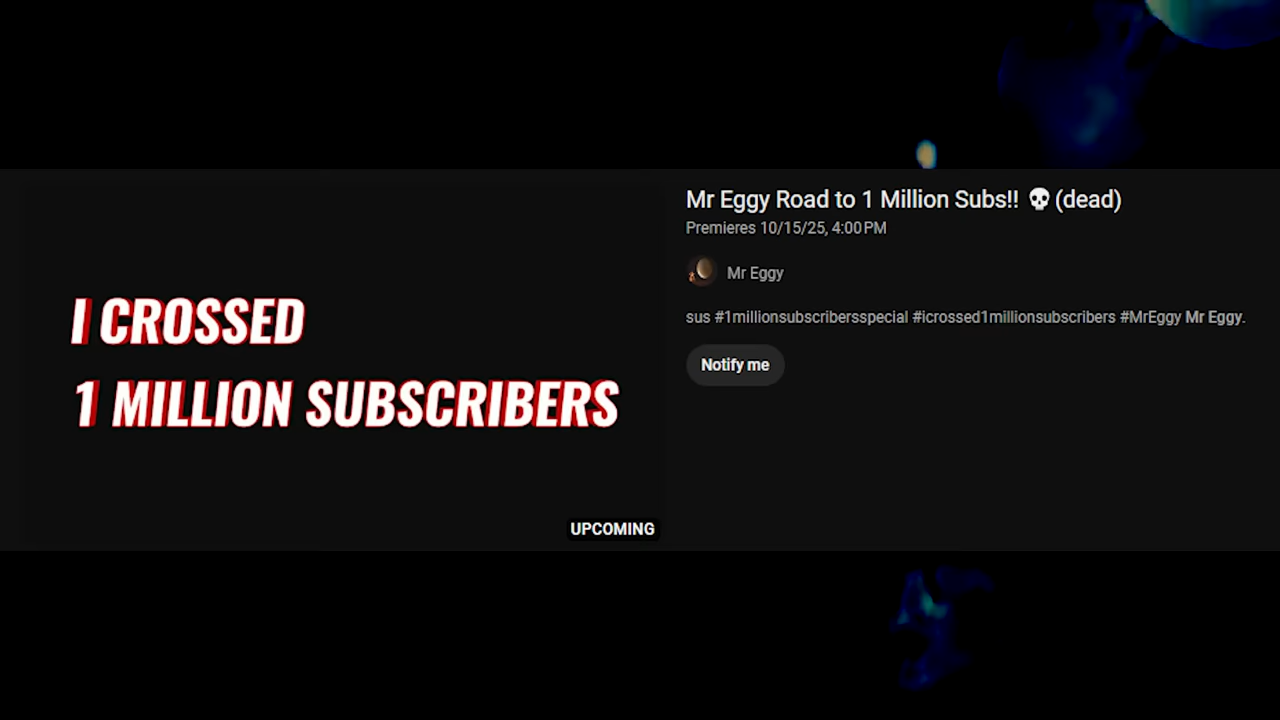 I CROSSED
1 MILLION SUBSCRIBERS
UPCOMING
Mr Eggy Road to 1 Million Subs!! 💀 (dead)
Premieres 10/15/25, 4:00 PM
Mr Eggy
sus #1millionsubscribersspecial #icrossed1millionsubscribers #MrEggy Mr Eggy.
Notify me